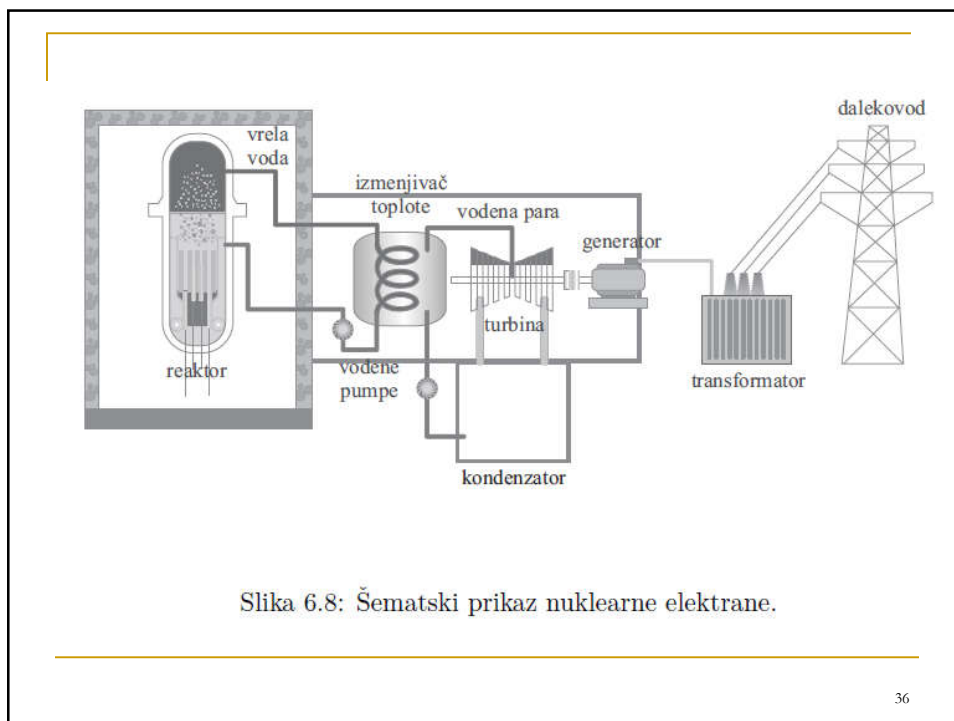 dalekovod
vrela
voda
izmenjivač
toplote
vodena para
generator
turbina
reaktor
vodene
pumpe
transformator
kondenzator
Slika 6.8: Šematski prikaz nuklearne elektrane.
36